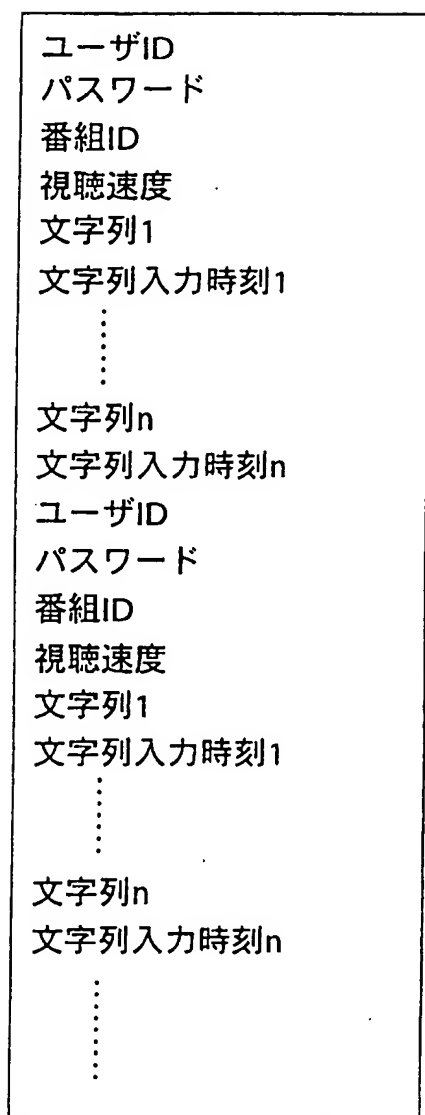 ユーザID
パスワード
番組ID
視聴速度
文字列1
文字列入力時刻1
⋮
文字列n
文字列入力時刻n
ユーザID
パスワード
番組ID
視聴速度
文字列1
文字列入力時刻1
⋮
文字列n
文字列入力時刻n
⋮